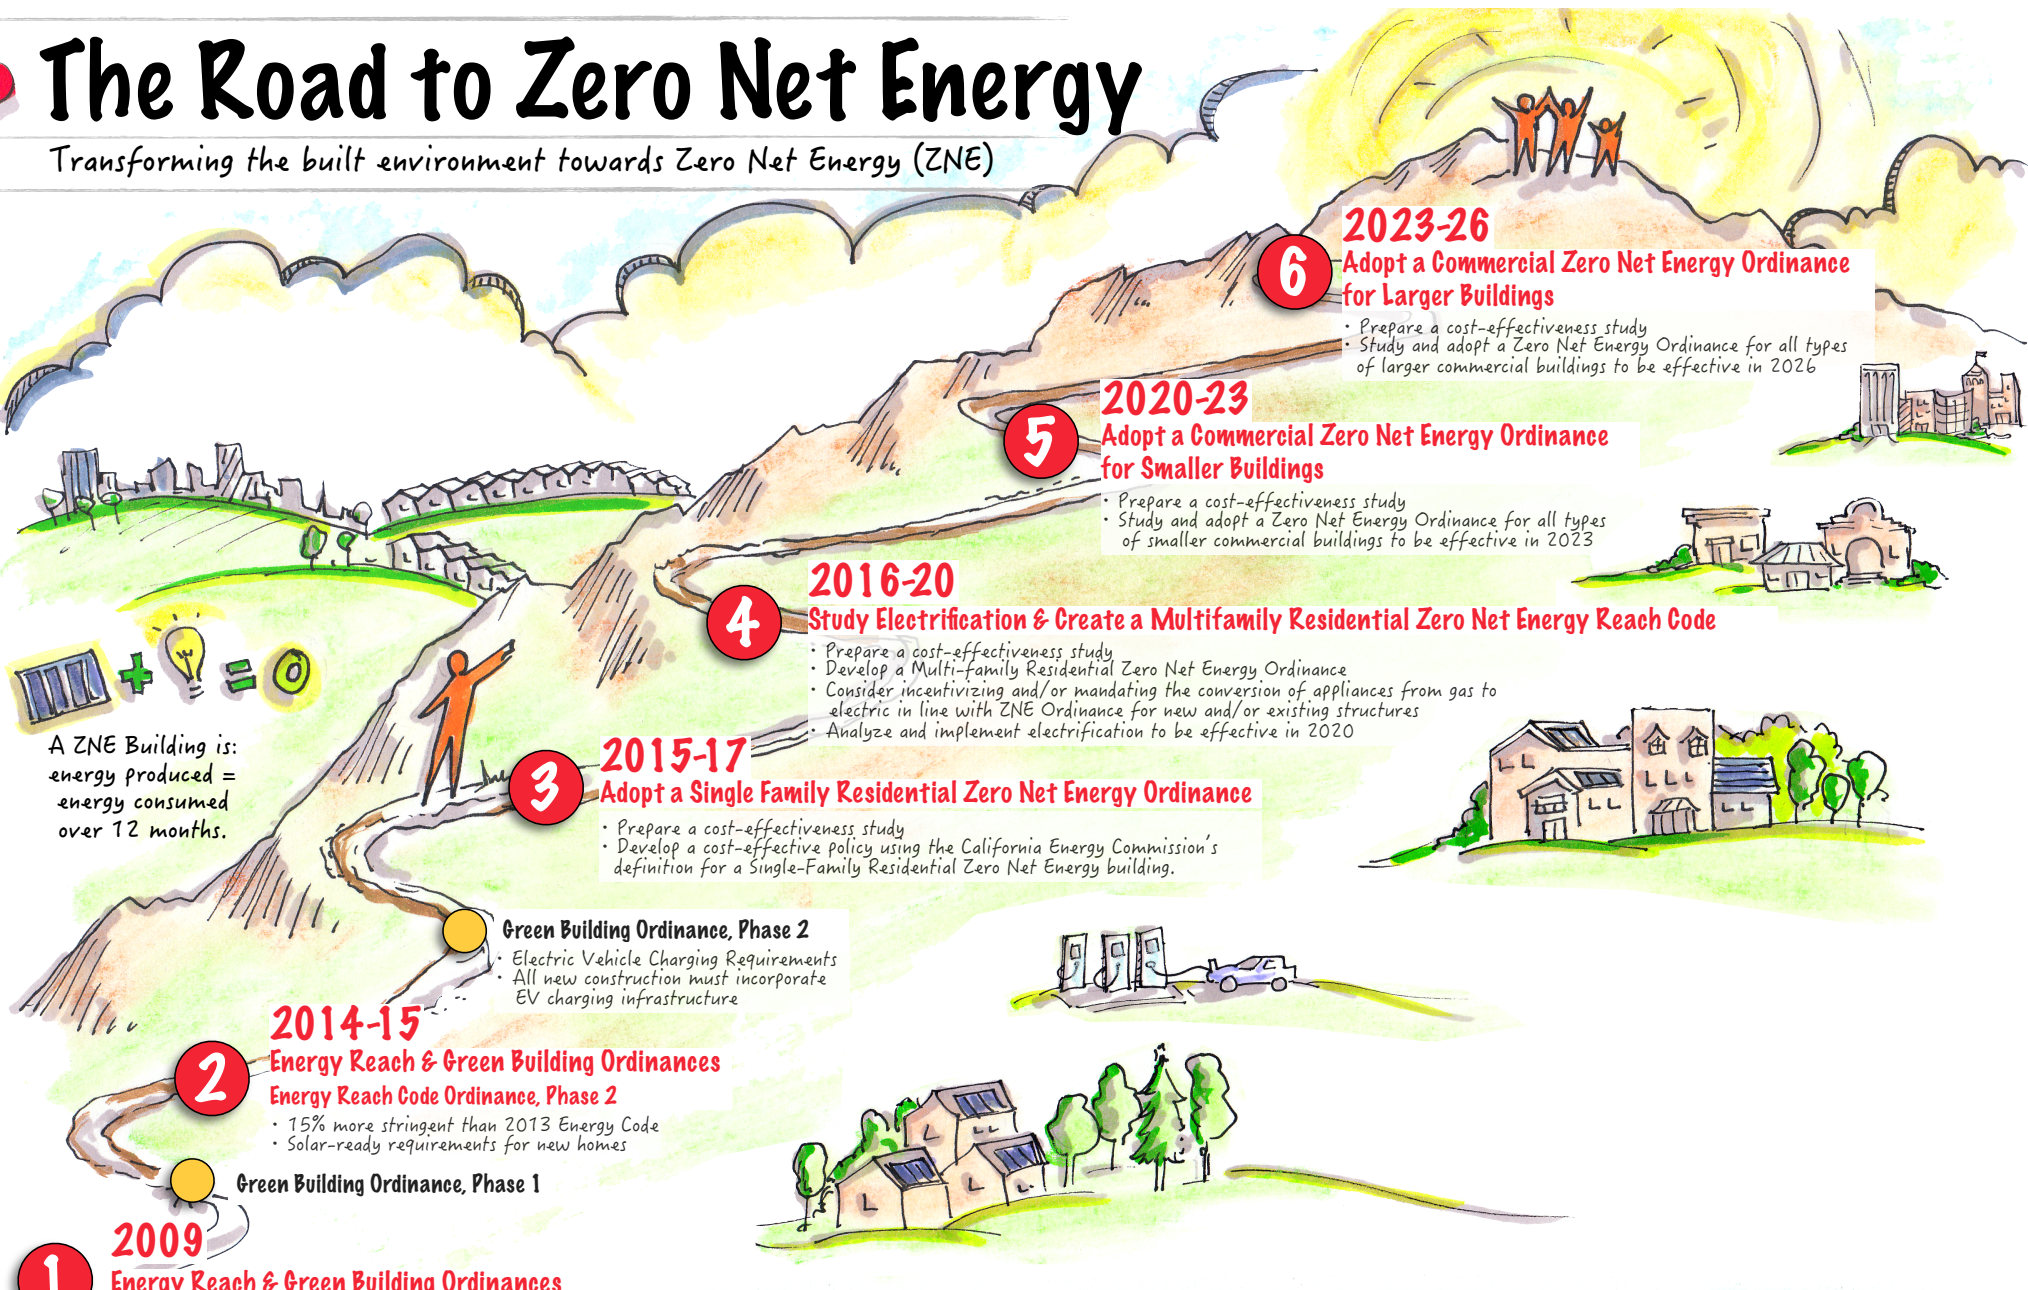 The Road to Zero Net Energy
Transforming the built environment towards Zero Net Energy (ZNE)
6
2023-26
Adopt a Commercial Zero Net Energy Ordinance
for Larger Buildings
• Prepare a cost-effectiveness study
• Study and adopt a Zero Net Energy Ordinance for all types
of larger commercial buildings to be effective in 2026
5
2020-23
Adopt a Commercial Zero Net Energy Ordinance
for Smaller Buildings
• Prepare a cost-effectiveness study
• Study and adopt a Zero Net Energy Ordinance for all types
of smaller commercial buildings to be effective in 2023
4
2016-20
Study Electrification & Create a Multifamily Residential Zero Net Energy Reach Code
• Prepare a cost-effectiveness study
• Develop a Multi-family Residential Zero Net Energy Ordinance
• Consider incentivizing and/or mandating the conversion of appliances from gas to
electric in line with ZNE Ordinance for new and/or existing structures
• Analyze and implement electrification to be effective in 2020
+ = 0
A ZNE Building is:
energy produced =
energy consumed
over 12 months.
3
2015-17
Adopt a Single Family Residential Zero Net Energy Ordinance
• Prepare a cost-effectiveness study
• Develop a cost-effective policy using the California Energy Commission's
definition for a Single-Family Residential Zero Net Energy building.
Green Building Ordinance, Phase 2
• Electric Vehicle Charging Requirements
• All new construction must incorporate
EV charging infrastructure
2
2014-15
Energy Reach & Green Building Ordinances
Energy Reach Code Ordinance, Phase 2
• 15% more stringent than 2013 Energy Code
• Solar-ready requirements for new homes
Green Building Ordinance, Phase 1
1
2009
Energy Reach & Green Building Ordinances